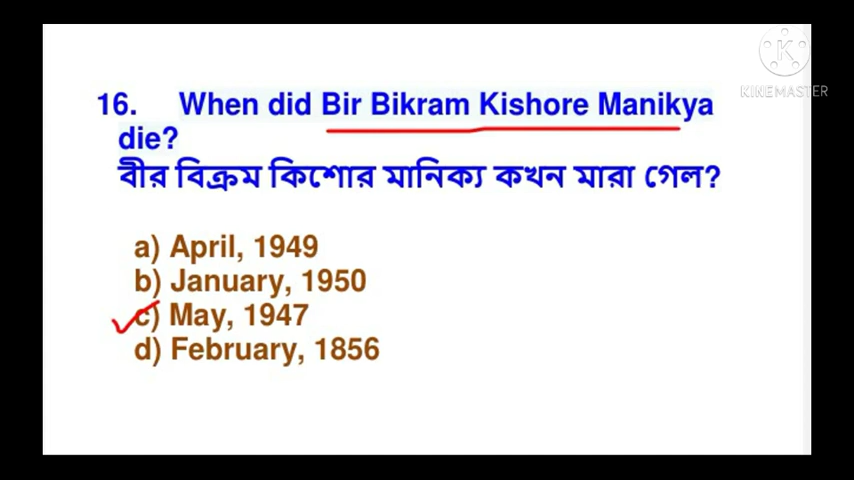 16. When did Bir Bikram Kishore Manikya
die?
বীর বিক্রম কিশোর মানিক্য কখন মারা গেল?
a) April, 1949
b) January, 1950
c) May, 1947
d) February, 1856
K
KINEMASTER